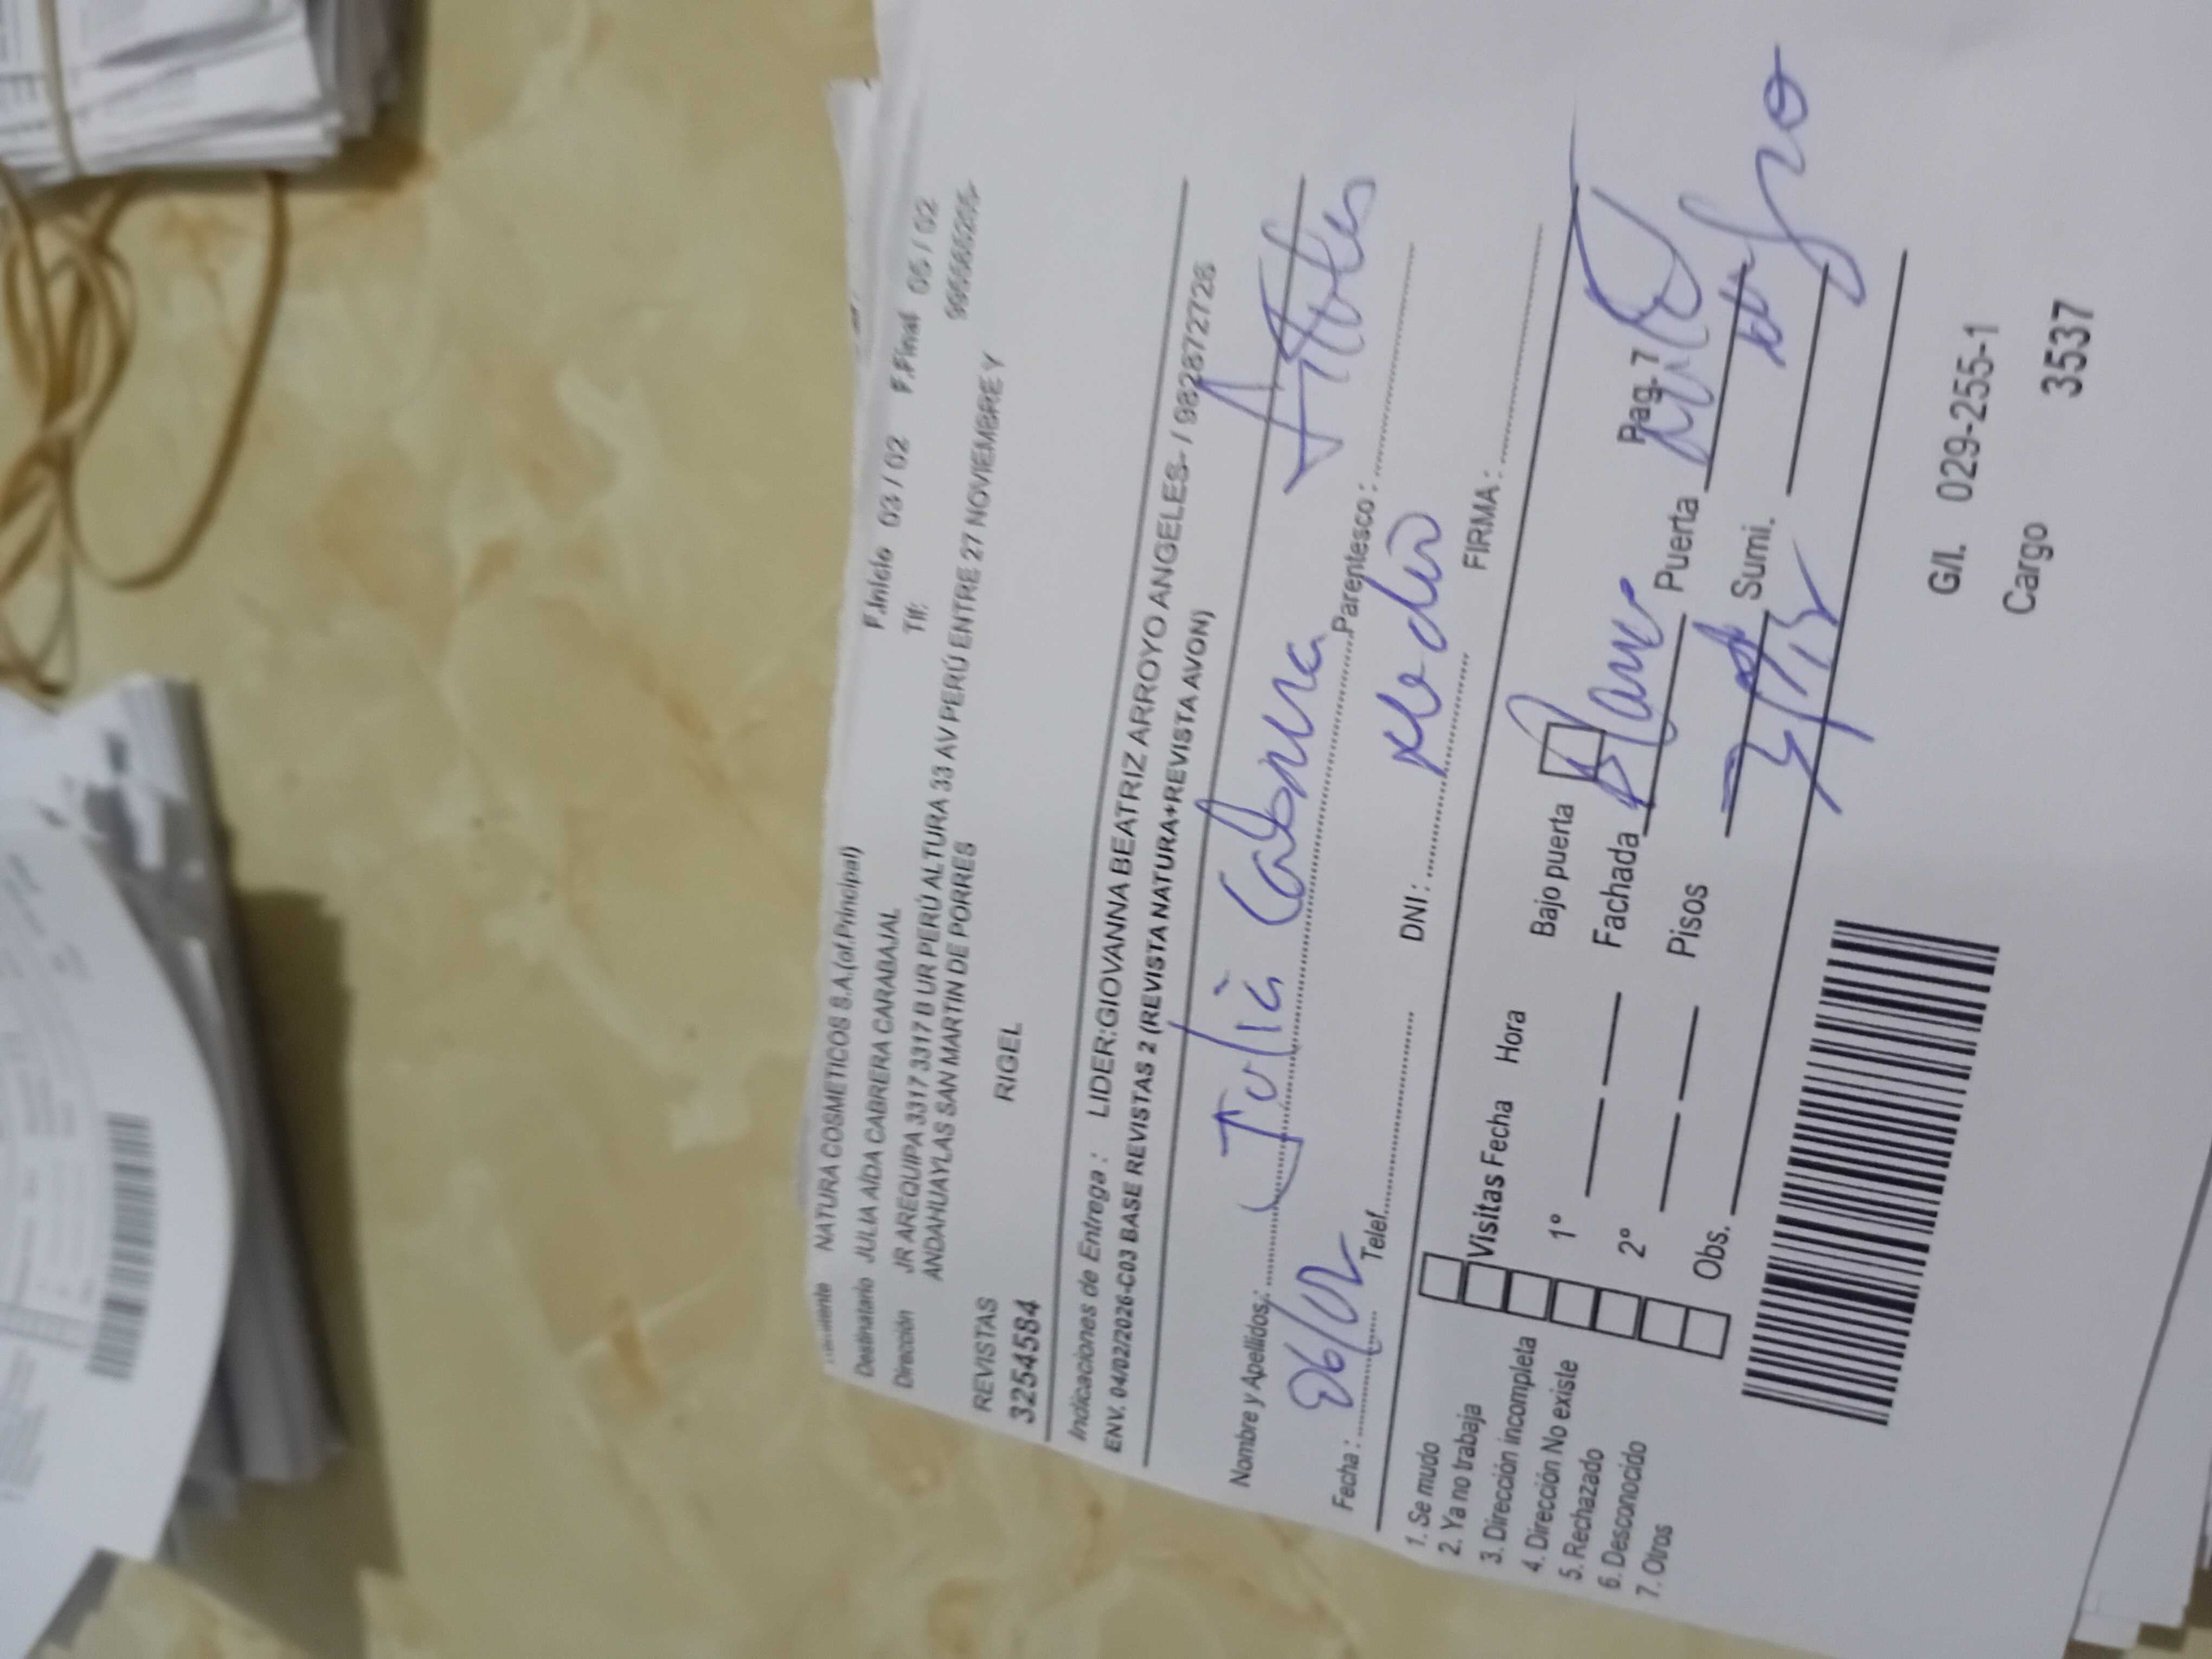 NATURA COSMETICOS S.A.(of.Principal) F.Inicio 03 / 02 F.Final 05 / 02
Destinatario JULIA AÍDA CABRERA CARABAJAL Tlf:
Dirección JR AREQUIPA 3317 3317 B UR PERÚ ALTURA 33 AV PERÚ ENTRE 27 NOVIEMBRE Y
ANDAHUAYLAS SAN MARTIN DE PORRES
REVISTAS RIGEL
3254584
Indicaciones de Entrega : LIDER:GIOVANNA BEATRIZ ARROYO ANGELES- / 982872726
ENV. 04/02/2026-C03 BASE REVISTAS 2 (REVISTA NATURA+REVISTA AVON)
Nombre y Apellidos: Julia Cabrera
Fecha : 06/02 Telef. DNI : Parentesco :
FIRMA :
1. Se mudo
2. Ya no trabaja
3. Dirección incompleta
4. Dirección No existe
5. Rechazado
6. Desconocido
7. Otros
Visitas Fecha Hora Bajo puerta Pag- 7
1° Fachada Puerta
2° Pisos Sumi.
Obs.
G/I. 029-255-1
Cargo 3537